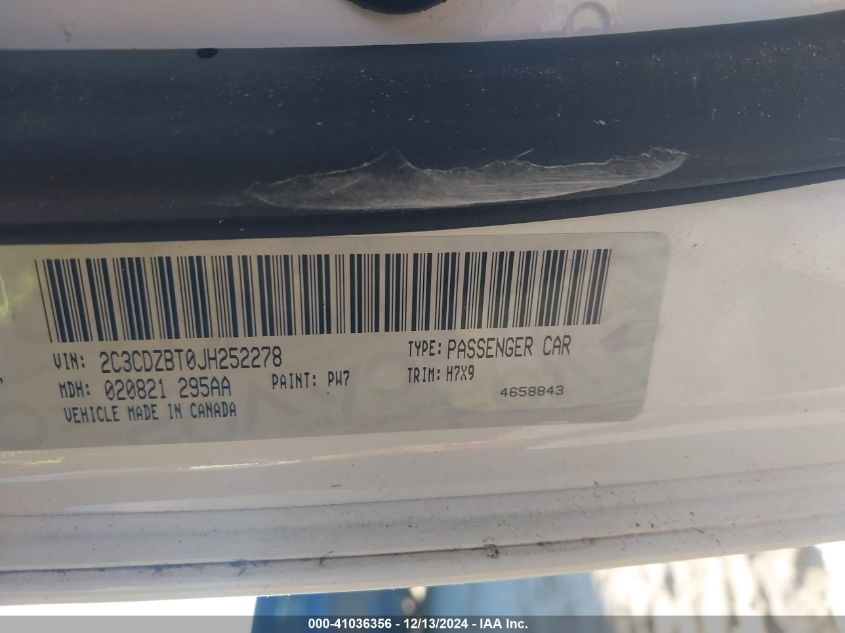 VIN: 2C3CDZBT0JH252278
TYPE: PASSENGER CAR
MDH: 020821 295AA
PAINT: PW7
TRIM: H7X9
4658843
VEHICLE MADE IN CANADA
000-41036356 - 12/13/2024 - IAA Inc.